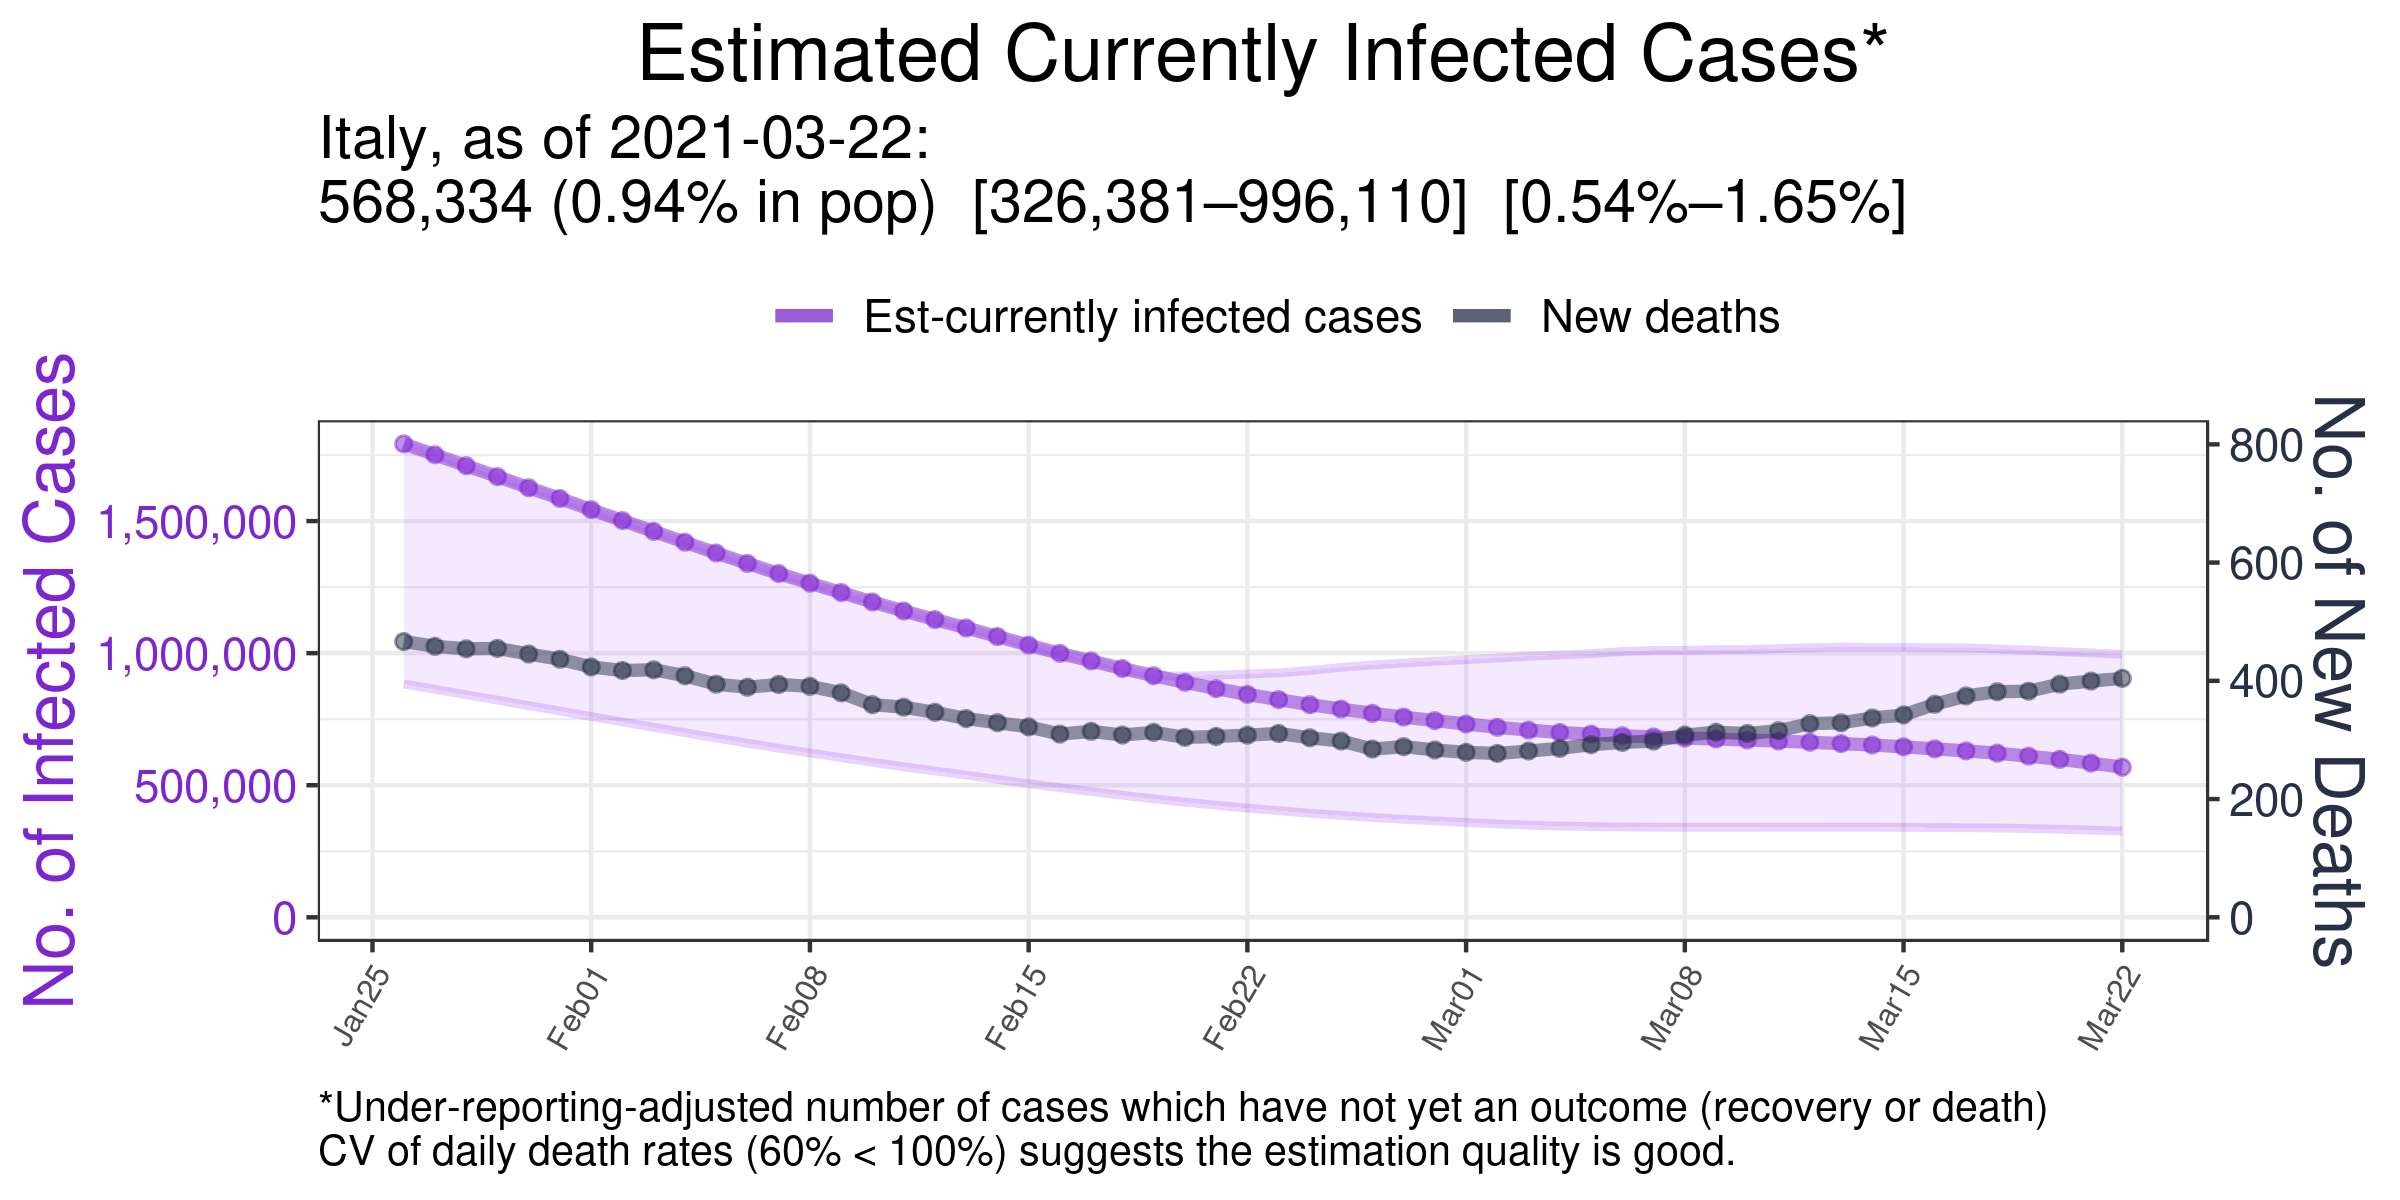 Estimated Currently Infected Cases*
Italy, as of 2021-03-22:
568,334 (0.94% in pop)  [326,381–996,110]  [0.54%–1.65%]
Est-currently infected cases
New deaths
No. of Infected Cases
1,500,000
1,000,000
500,000
0
800
600
400
200
0
No. of New Deaths
Jan25
Feb01
Feb08
Feb15
Feb22
Mar01
Mar08
Mar15
Mar22
*Under-reporting-adjusted number of cases which have not yet an outcome (recovery or death)
CV of daily death rates (60% < 100%) suggests the estimation quality is good.